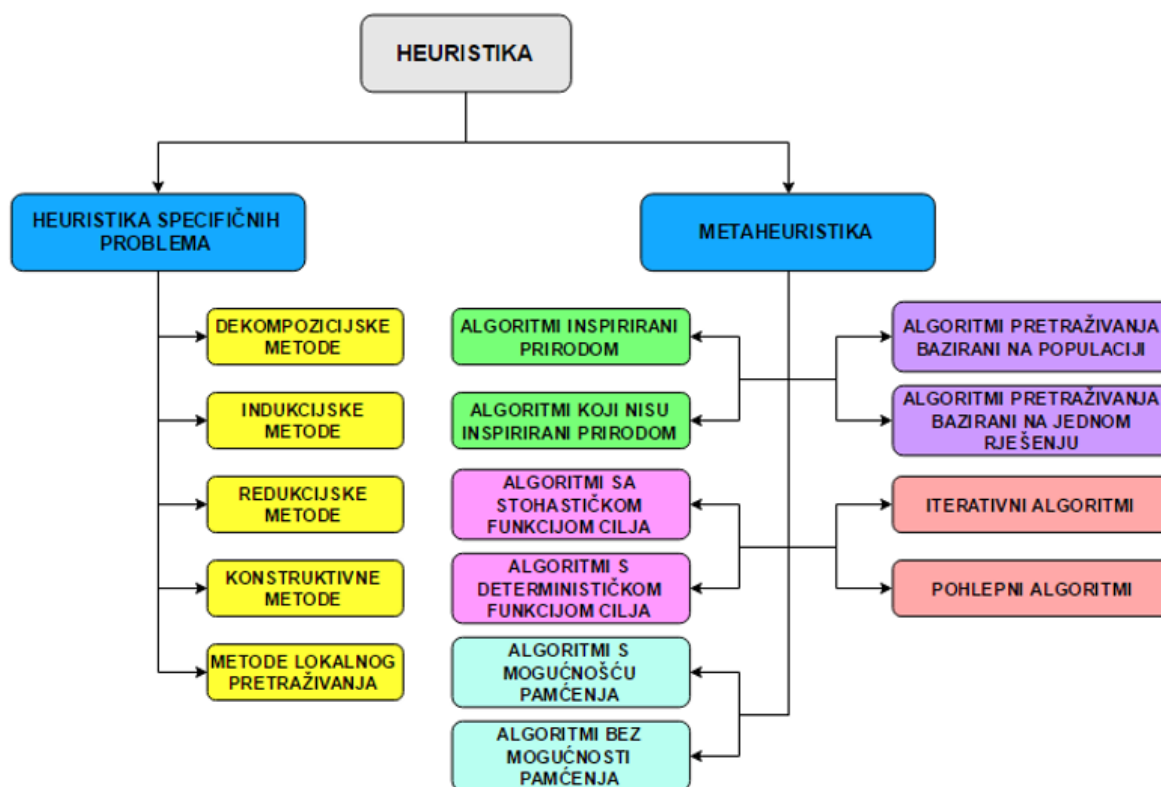 HEURISTIKA
HEURISTIKA SPECIFIČNIH
PROBLEMA
METAHEURISTIKA
DEKOMPOZICIJSKE
METODE
INDUKCIJSKE
METODE
REDUKCIJSKE
METODE
KONSTRUKTIVNE
METODE
METODE LOKALNOG
PRETRAŽIVANJA
ALGORITMI INSPIRIRANI
PRIRODOM
ALGORITMI KOJI NISU
INSPIRIRANI PRIRODOM
ALGORITMI SA
STOHASTIČKOM
FUNKCIJOM CILJA
ALGORITMI S
DETERMINISTIČKOM
FUNKCIJOM CILJA
ALGORITMI S
MOGUĆNOŠĆU
PAMĆENJA
ALGORITMI BEZ
MOGUĆNOSTI
PAMĆENJA
ALGORITMI PRETRAŽIVANJA
BAZIRANI NA POPULACIJI
ALGORITMI PRETRAŽIVANJA
BAZIRANI NA JEDNOM
RJEŠENJU
ITERATIVNI ALGORITMI
POHLEPNI ALGORITMI